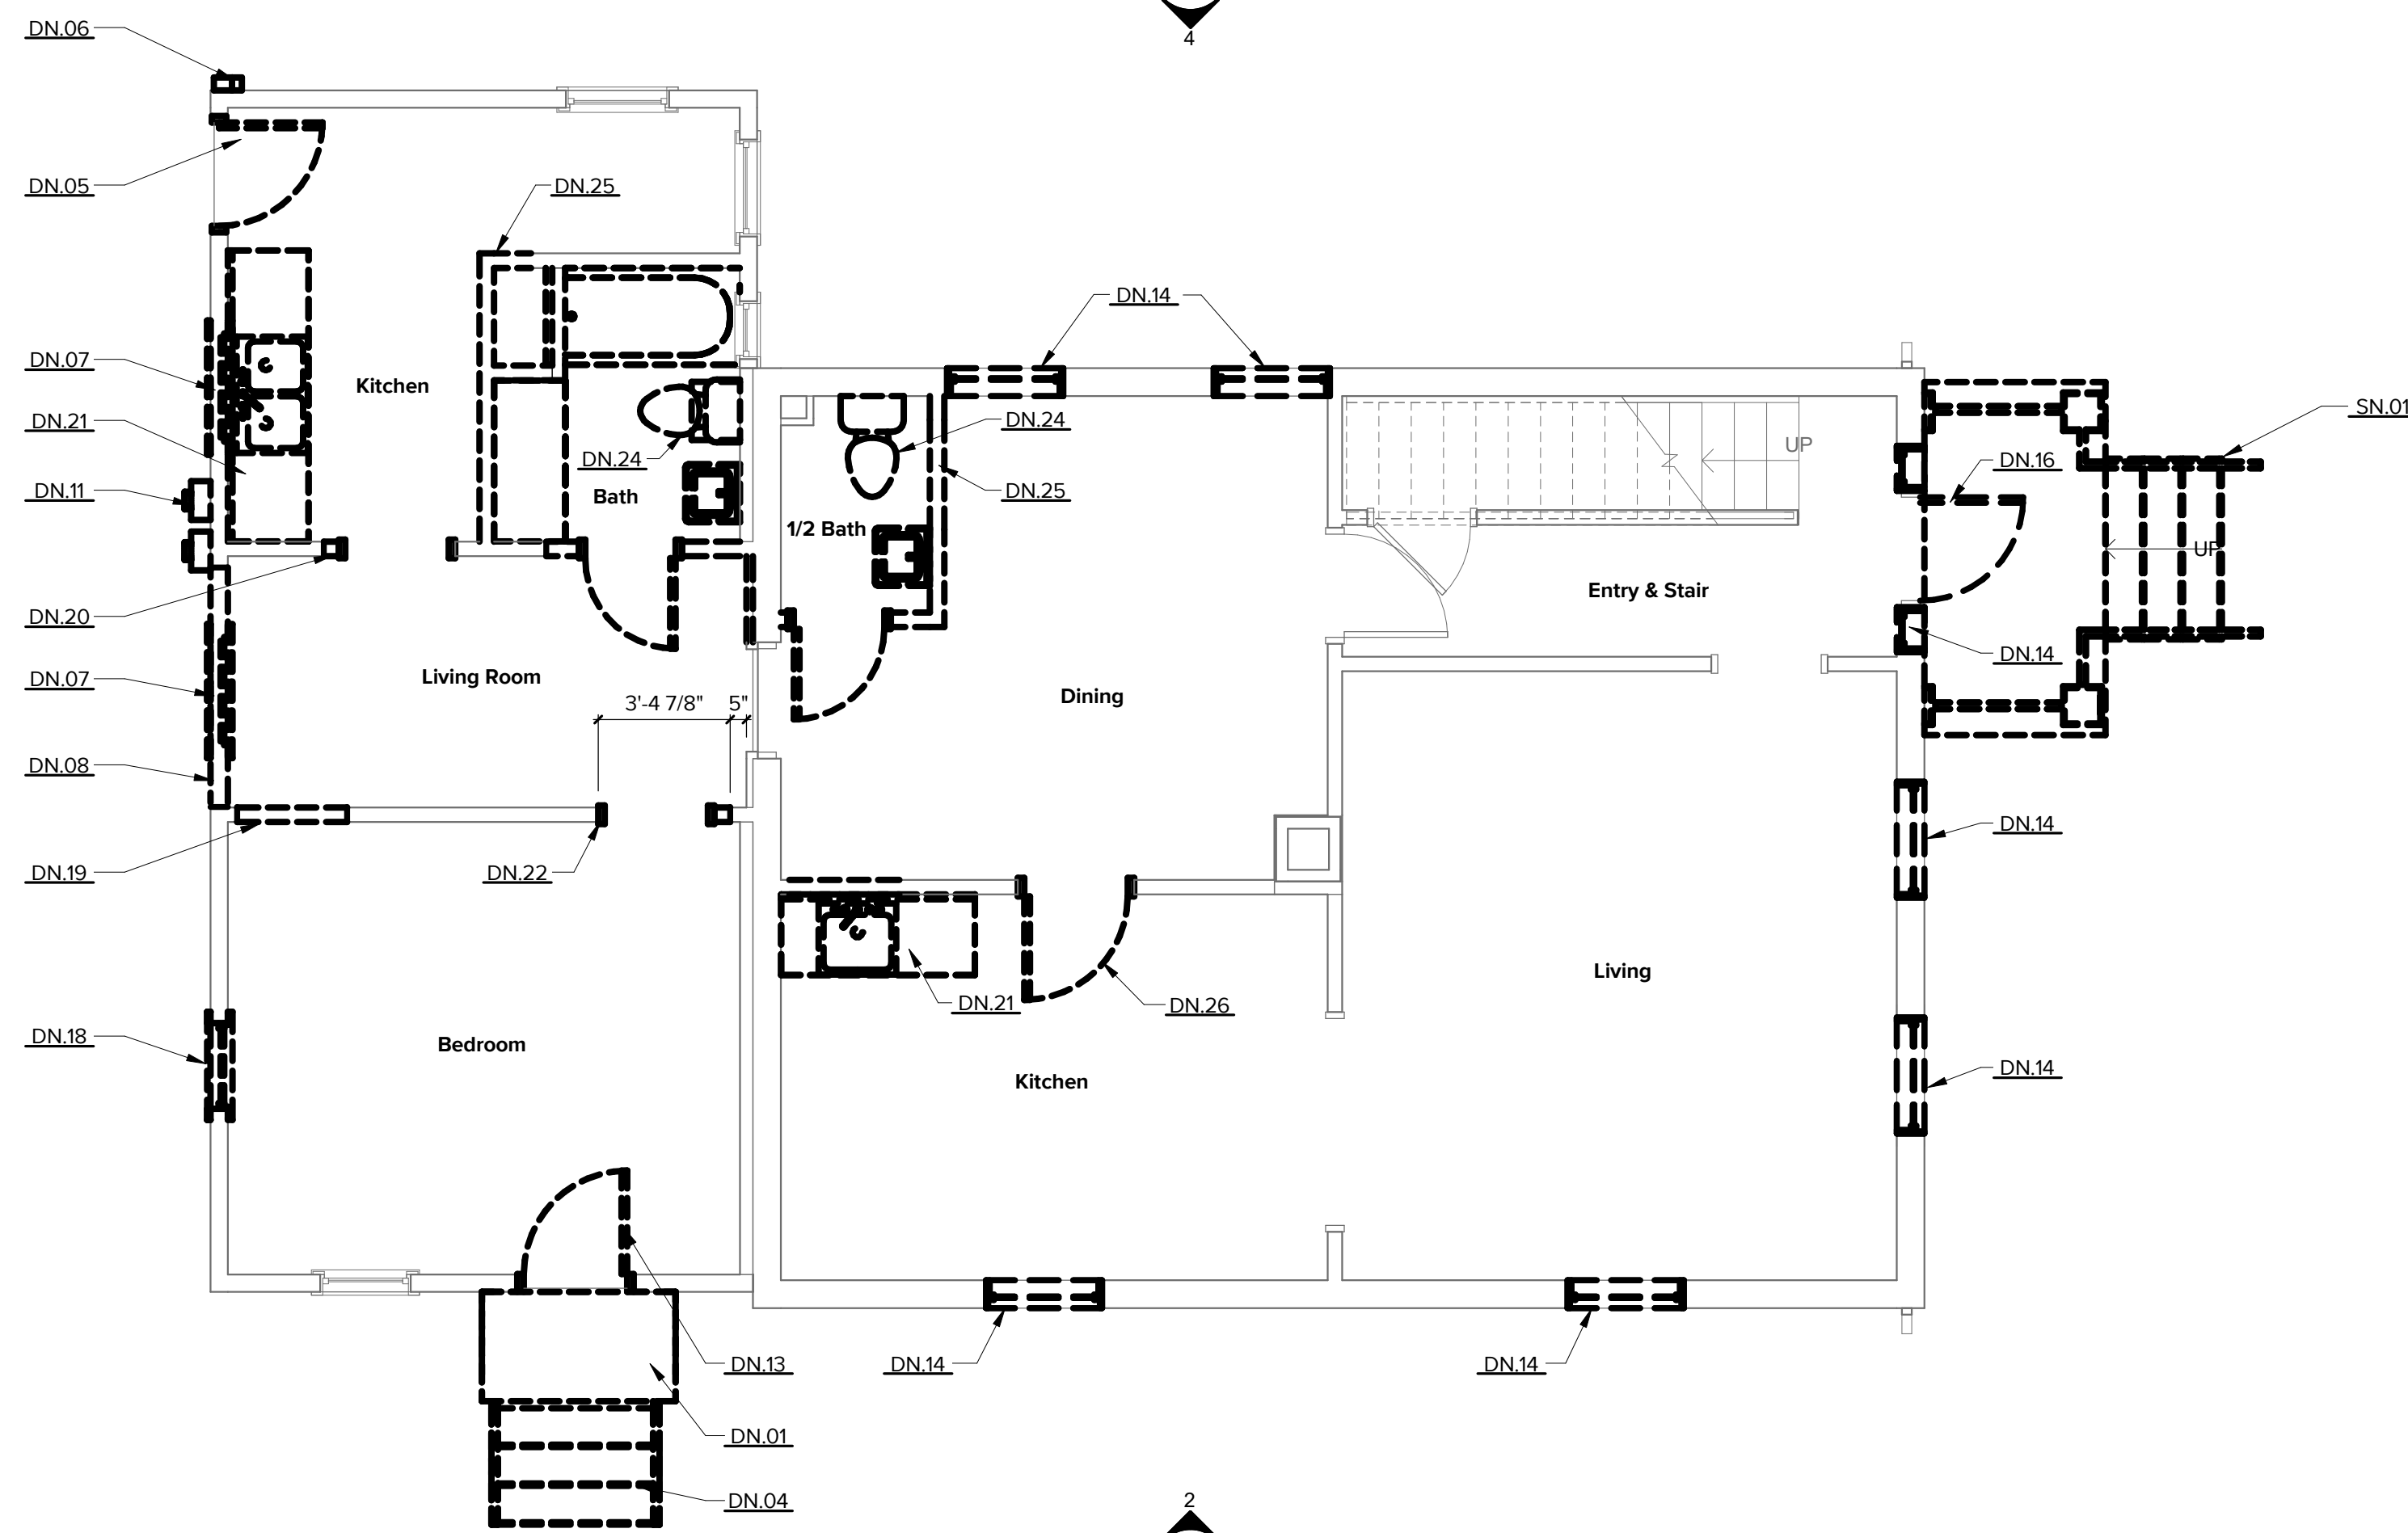 DN.06
4
DN.05
DN.25
DN.14
DN.07
Kitchen
DN.21
DN.24
SN.01
UP
DN.24
DN.16
DN.11
Bath
DN.25
1/2 Bath
UP
DN.20
Entry & Stair
DN.14
Living Room
DN.07
3'-4 7/8" 5"
Dining
DN.08
DN.14
DN.19
DN.22
Living
DN.21
DN.26
DN.18
Bedroom
Kitchen
DN.14
DN.13
DN.14
DN.14
DN.01
DN.04
2